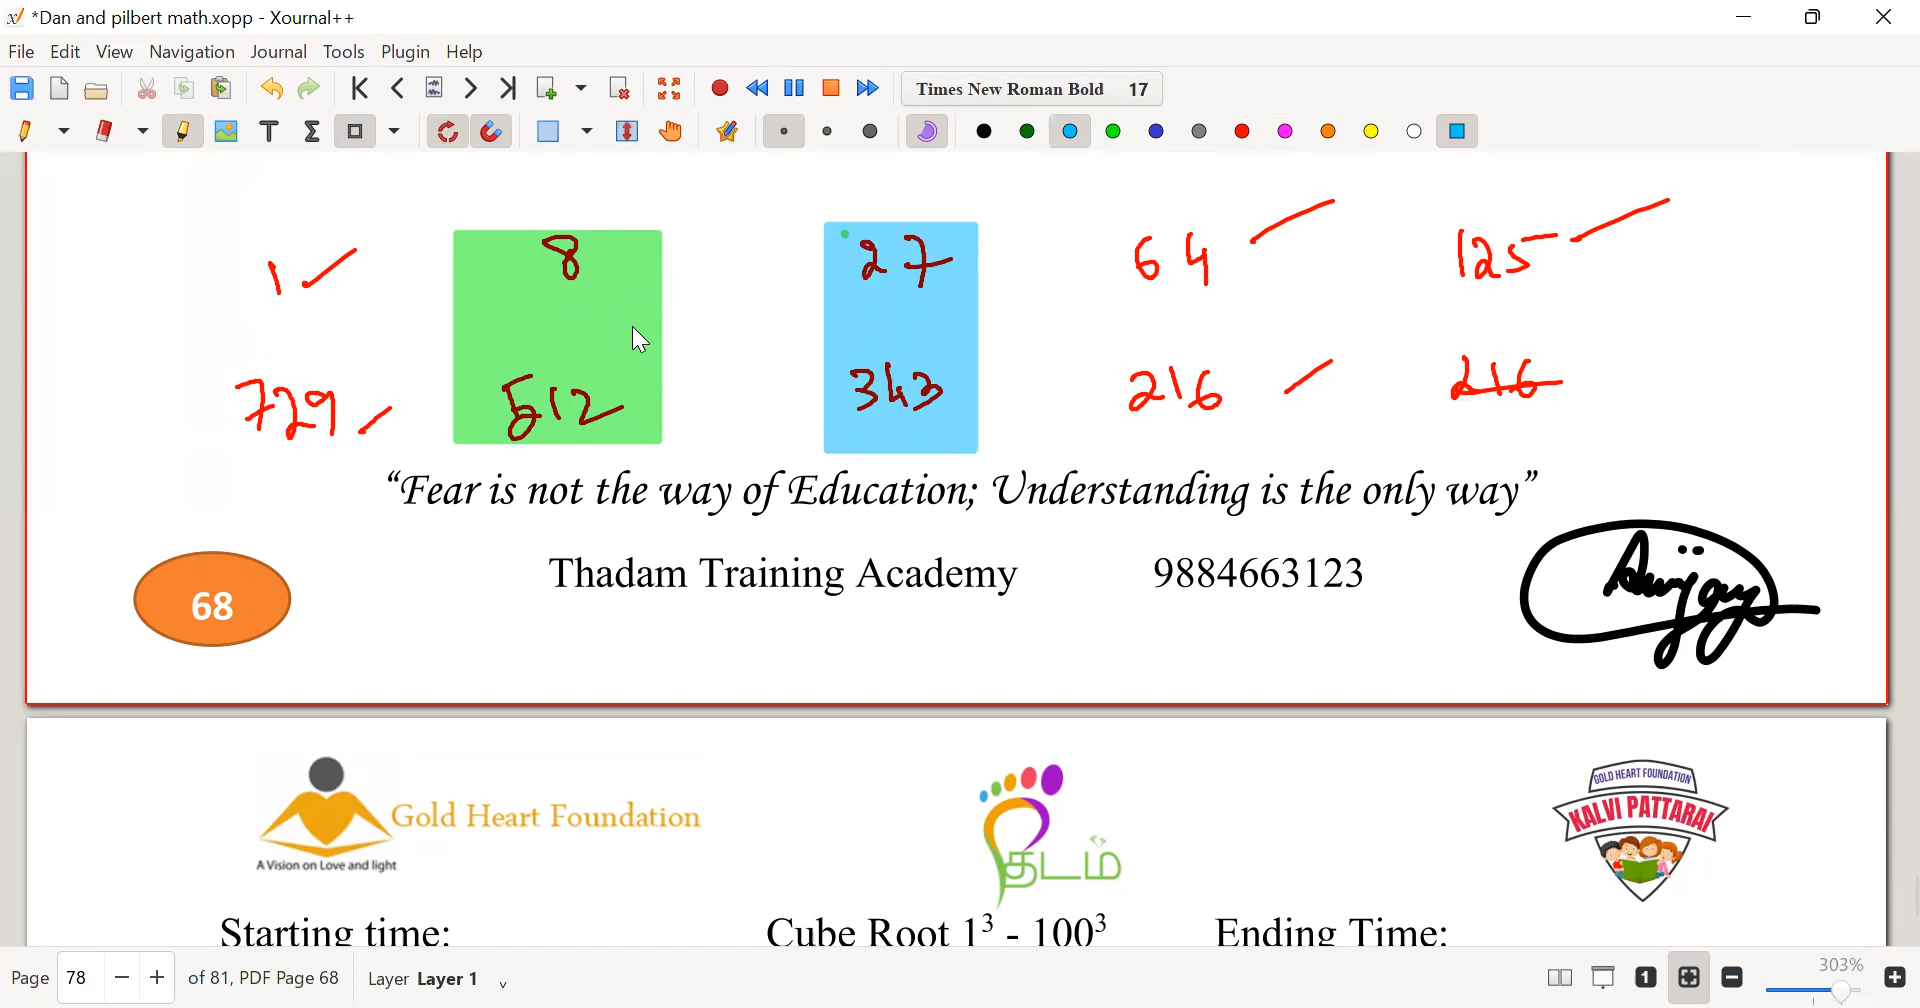 *Dan and pilbert math.xopp - Xournal++
File Edit View Navigation Journal Tools Plugin Help
Times New Roman Bold 17
1 8 27 64 125
729 512 343 216 216
“Fear is not the way of Education; Understanding is the only way”
68 Thadam Training Academy 9884663123
Gold Heart Foundation
A Vision on Love and light
தடம்
GOLD HEART FOUNDATION
KALVI PATTARAI
Starting time: Cube Root 1³ - 100³ Ending Time:
Page 78 of 81, PDF Page 68 Layer Layer 1 303%